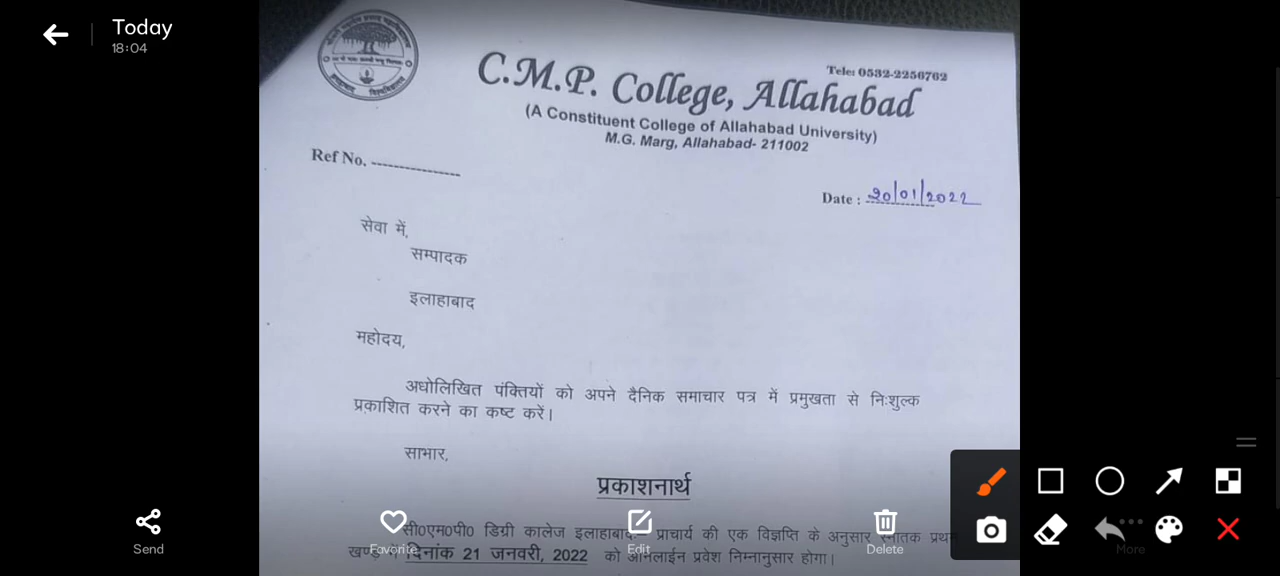 Today
18:04
Tele: 0532-2256762
C.M.P. College, Allahabad
(A Constituent College of Allahabad University)
M.G. Marg, Allahabad- 211002
Ref No.
Date : 20/01/2022
सेवा में,
सम्पादक
इलाहाबाद
महोदय,
अधोलिखित पंक्तियों को अपने दैनिक समाचार पत्र में प्रमुखता से निःशुल्क
प्रकाशित करने का कष्ट करें।
साभार,
प्रकाशनार्थ
सी0एम0पी0 डिग्री कालेज इलाहाबाद प्राचार्य की एक विज्ञप्ति के अनुसार स्नातक प्रथम
दिनांक 21 जनवरी, 2022 को ऑनलाईन प्रवेश निम्नानुसार होगा।
Send
Favorite
Edit
Delete
More